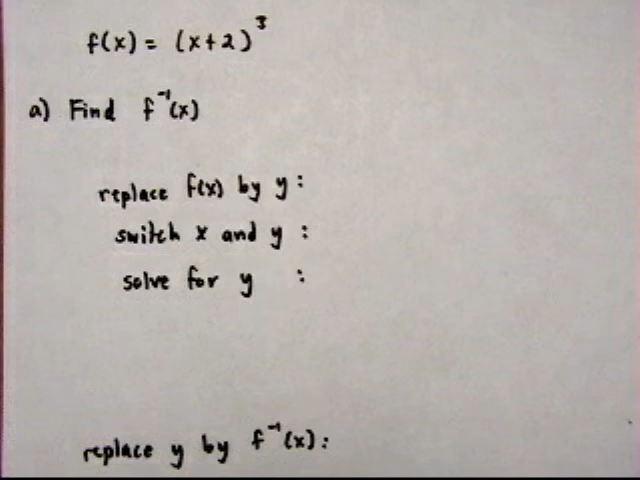 f(x) = (x+2)³
a) Find f⁻¹(x)
replace f(x) by y:
switch x and y :
solve for y :
replace y by f⁻¹(x):